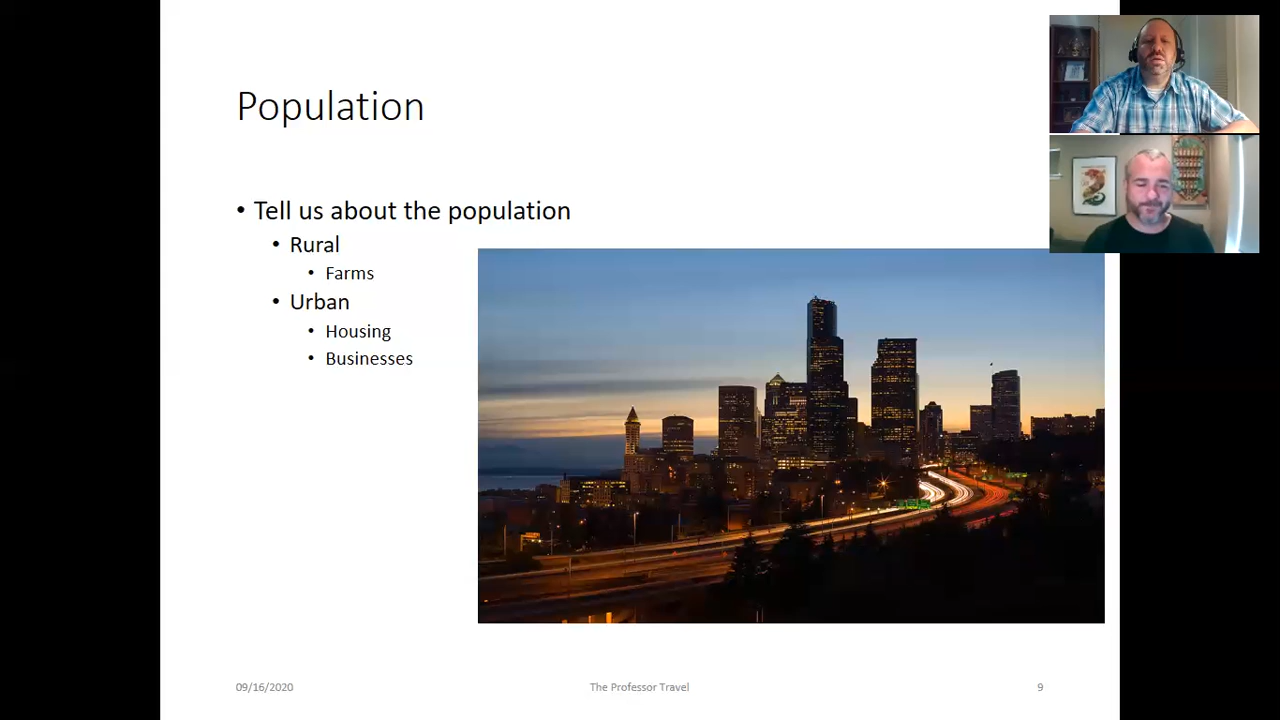 Population
• Tell us about the population
• Rural
• Farms
• Urban
• Housing
• Businesses
09/16/2020
The Professor Travel
9